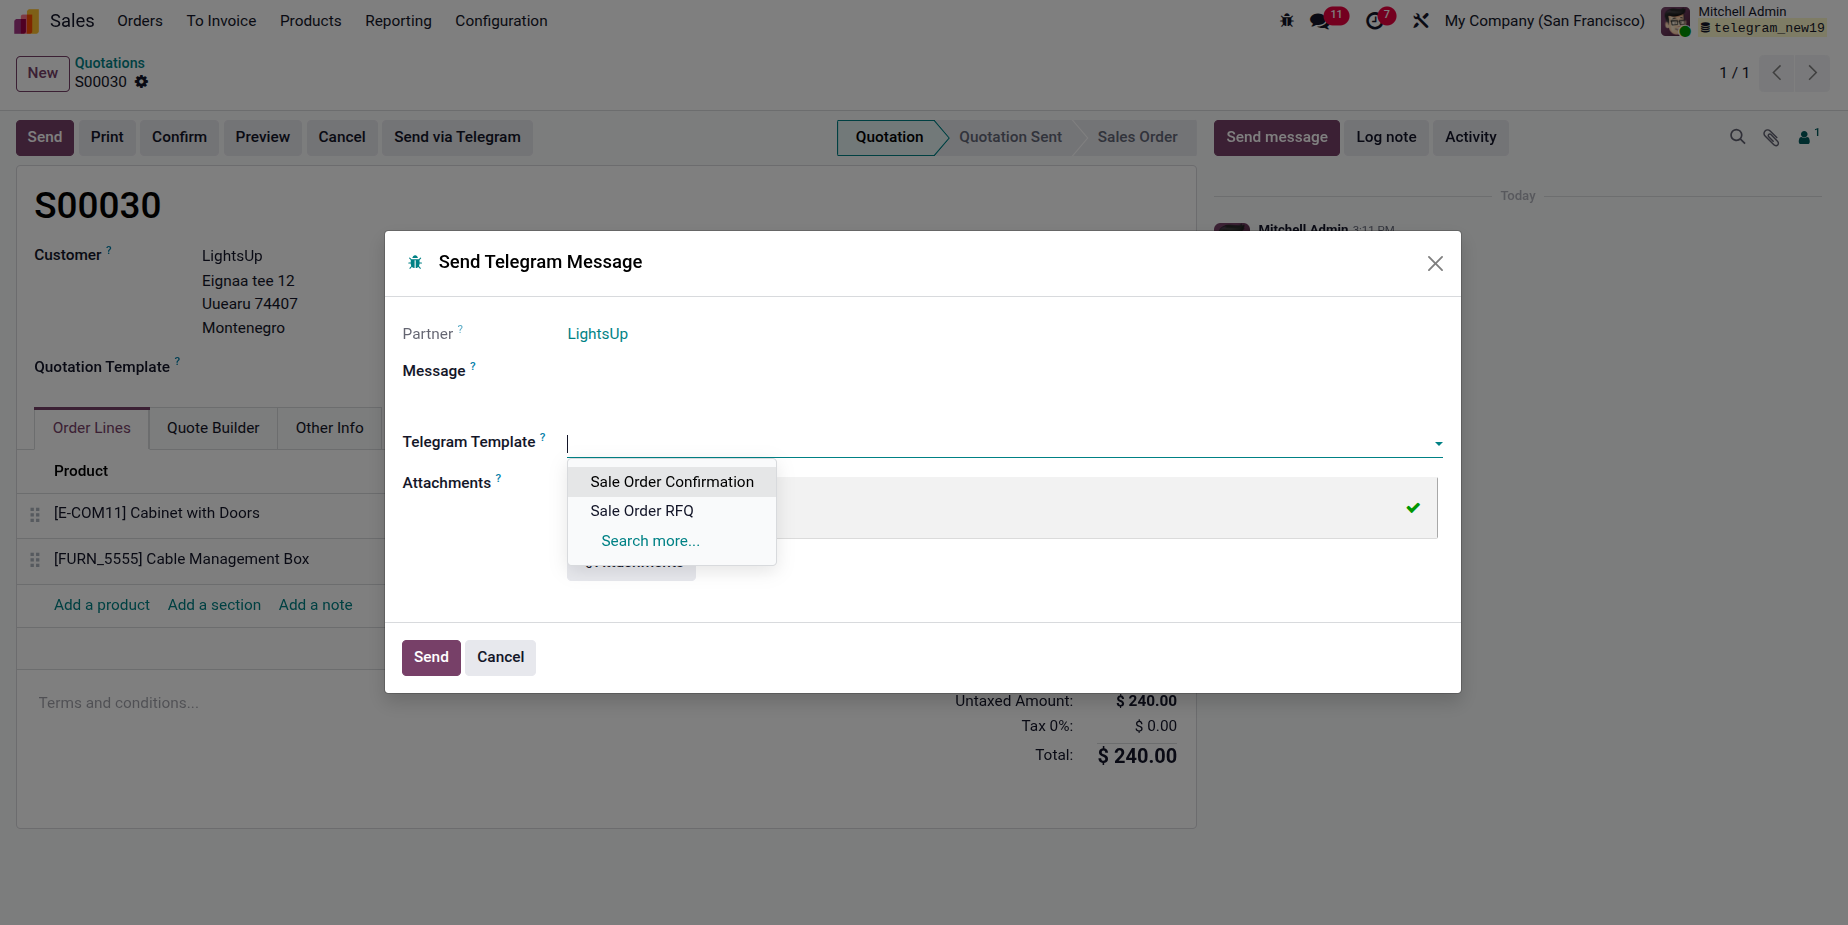 Sales Orders To Invoice Products Reporting Configuration 11 7 My Company (San Francisco) Mitchell Admin
telegram_new19
New Quotations
S00030 1 / 1
Send Print Confirm Preview Cancel Send via Telegram Quotation Quotation Sent Sales Order Send message Log note Activity 1
Today
S00030
Mitchell Admin 3:11 PM
Customer ? LightsUp
Eignaa tee 12
Uuearu 74407
Montenegro
Quotation Template ?
Order Lines Quote Builder Other Info
Product
[E-COM11] Cabinet with Doors
[FURN_5555] Cable Management Box
Add a product Add a section Add a note
Terms and conditions...
Untaxed Amount: $ 240.00
Tax 0%: $ 0.00
Total: $ 240.00
Send Telegram Message
Partner ? LightsUp
Message ?
Telegram Template ?
Sale Order Confirmation
Sale Order RFQ
Search more...
Attachments ?
Send Cancel